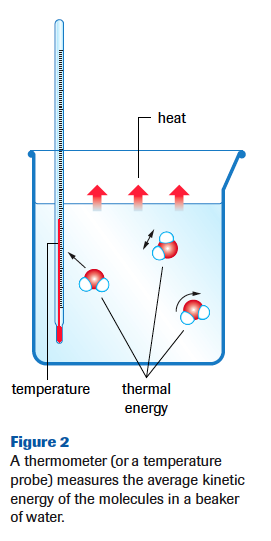 heat
temperature
thermal
energy
Figure 2
A thermometer (or a temperature
probe) measures the average kinetic
energy of the molecules in a beaker
of water.